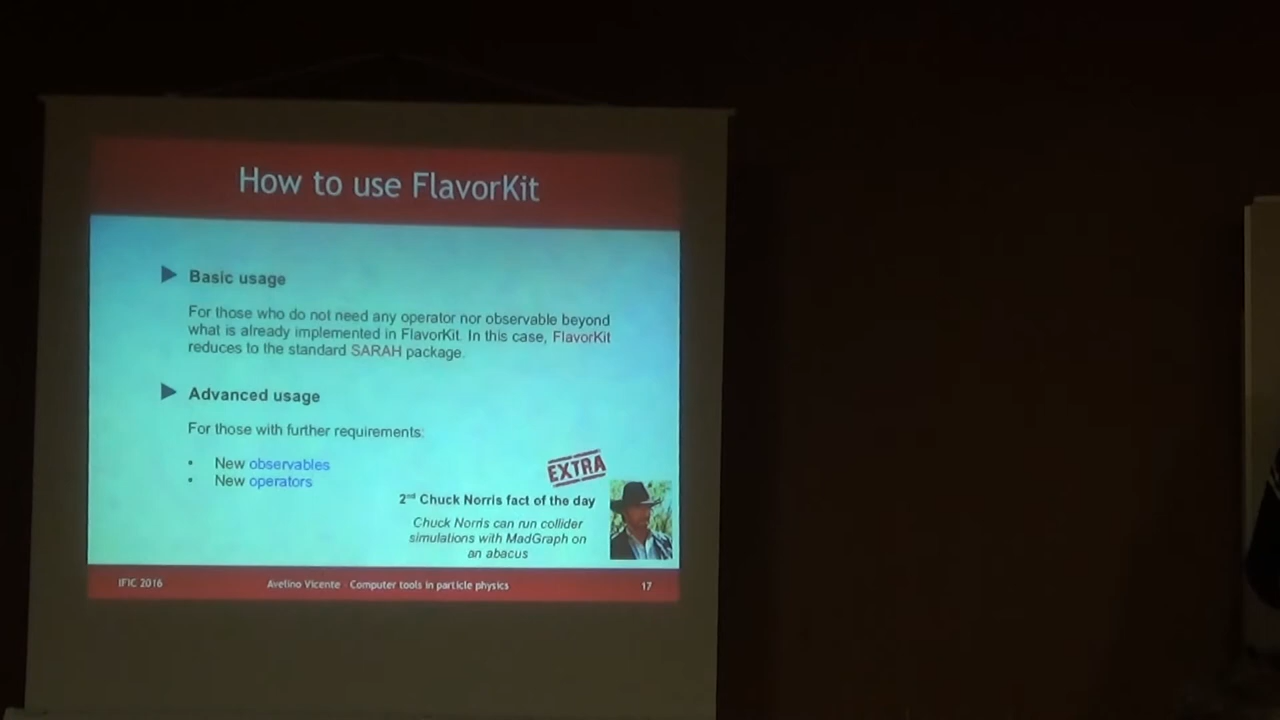 How to use FlavorKit
Basic usage
For those who do not need any operator nor observable beyond
what is already implemented in FlavorKit. In this case, FlavorKit
reduces to the standard SARAH package.
Advanced usage
For those with further requirements:
• New observables
• New operators
EXTRA
2nd Chuck Norris fact of the day
Chuck Norris can run collider
simulations with MadGraph on
an abacus
IFIC 2016
Avelino Vicente - Computer tools in particle physics
17